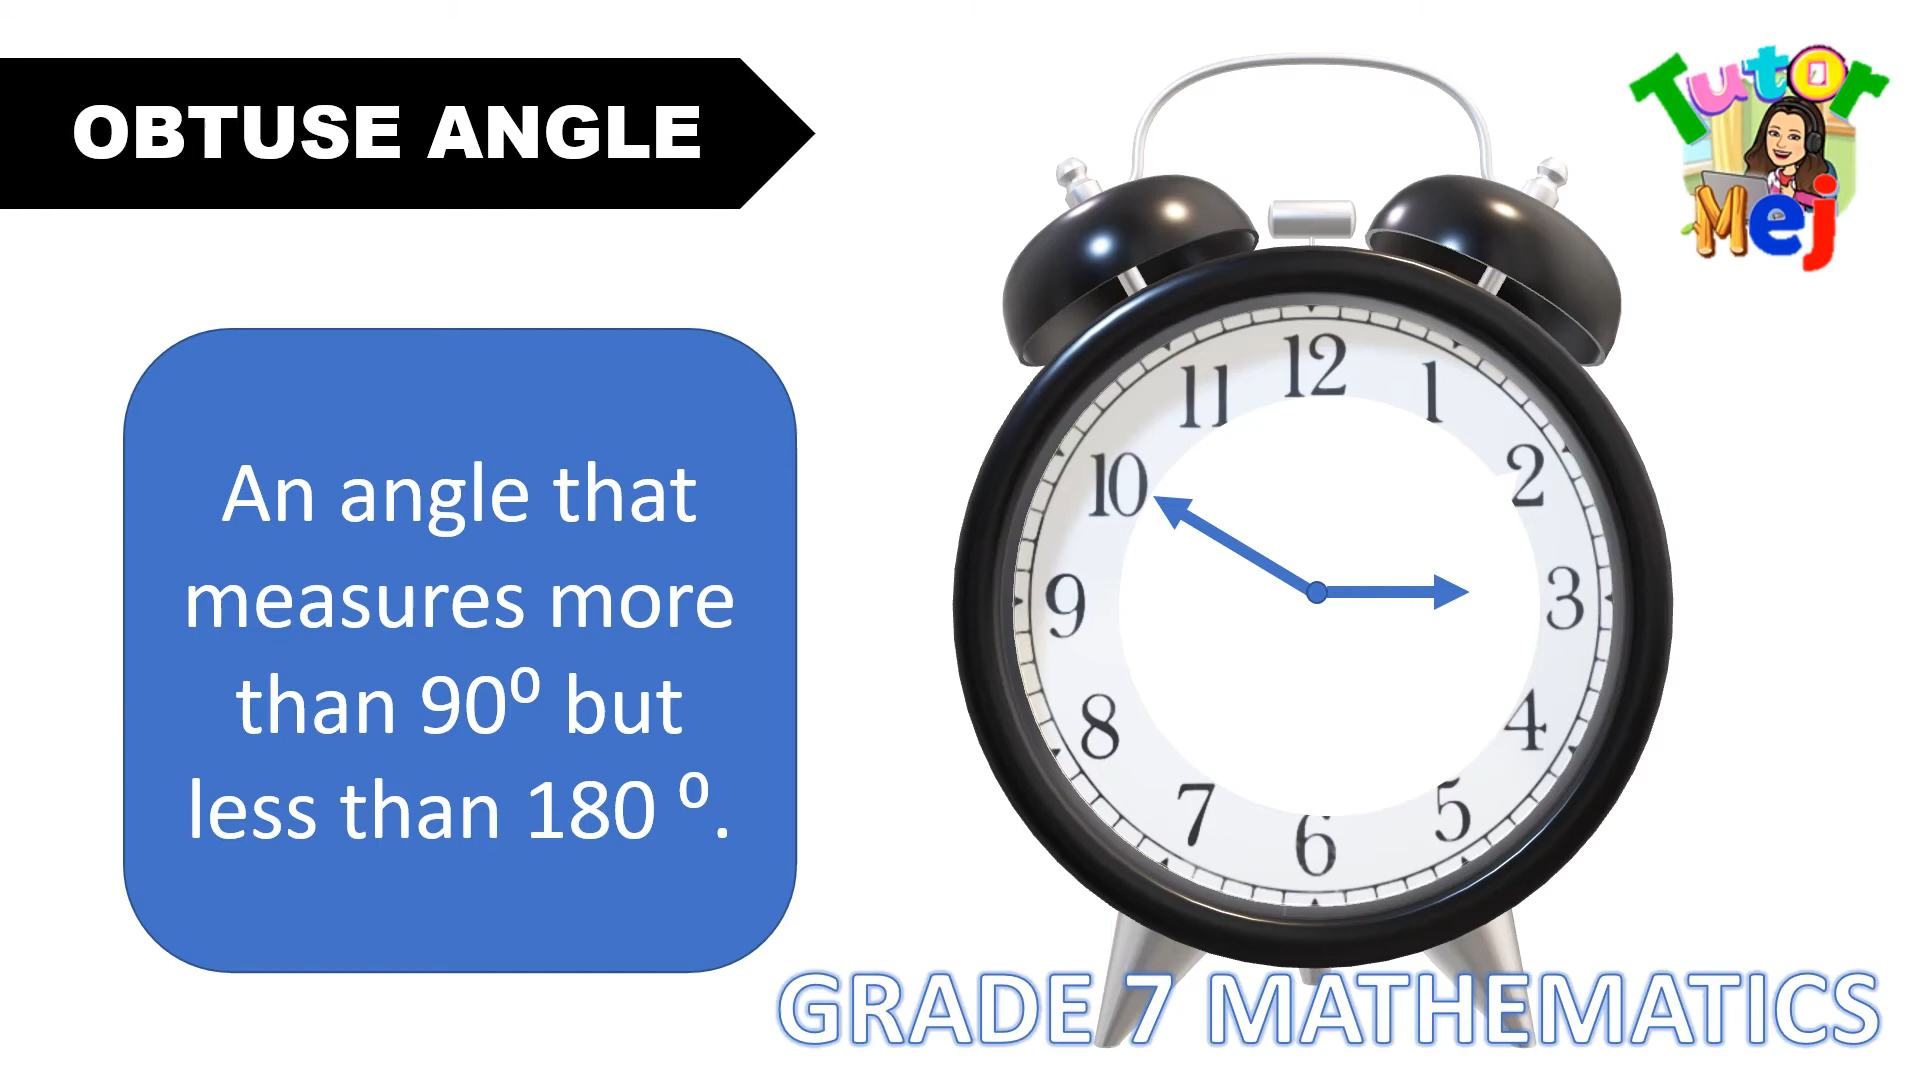 OBTUSE ANGLE
Tutor
Mej
An angle that
measures more
than 90⁰ but
less than 180 ⁰.
12
11
1
10
2
9
3
8
4
7
5
6
GRADE 7 MATHEMATICS